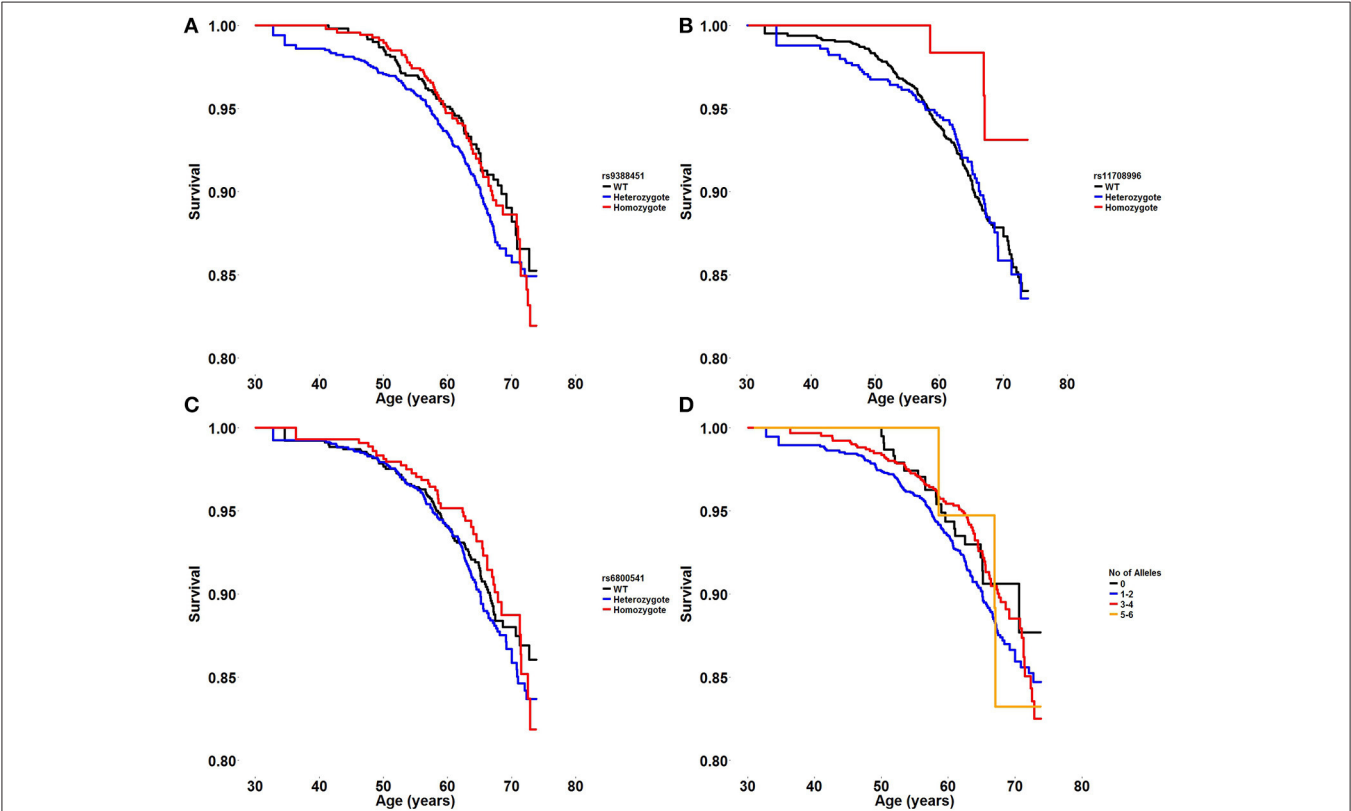 A
1.00
0.95
0.90
0.85
0.80
Survival
30 40 50 60 70 80
Age (years)
rs9388451
WT
Heterozygote
Homozygote
B
1.00
0.95
0.90
0.85
0.80
Survival
30 40 50 60 70 80
Age (years)
rs11708996
WT
Heterozygote
Homozygote
C
1.00
0.95
0.90
0.85
0.80
Survival
30 40 50 60 70 80
Age (years)
rs6800541
WT
Heterozygote
Homozygote
D
1.00
0.95
0.90
0.85
0.80
Survival
30 40 50 60 70 80
Age (years)
No of Alleles
0
1-2
3-4
5-6